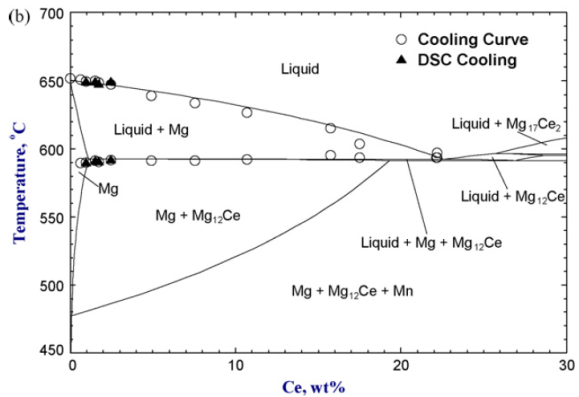 (b)
700
650
600
550
500
450
Temperature, °C
0
10
20
30
Ce, wt%
Cooling Curve
DSC Cooling
Liquid
Liquid + Mg
Liquid + Mg17Ce2
Mg
Liquid + Mg12Ce
Mg + Mg12Ce
Liquid + Mg + Mg12Ce
Mg + Mg12Ce + Mn